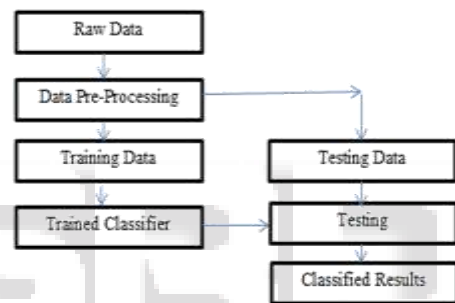 Raw Data
Data Pre-Processing
Training Data
Testing Data
Trained Classifier
Testing
Classified Results